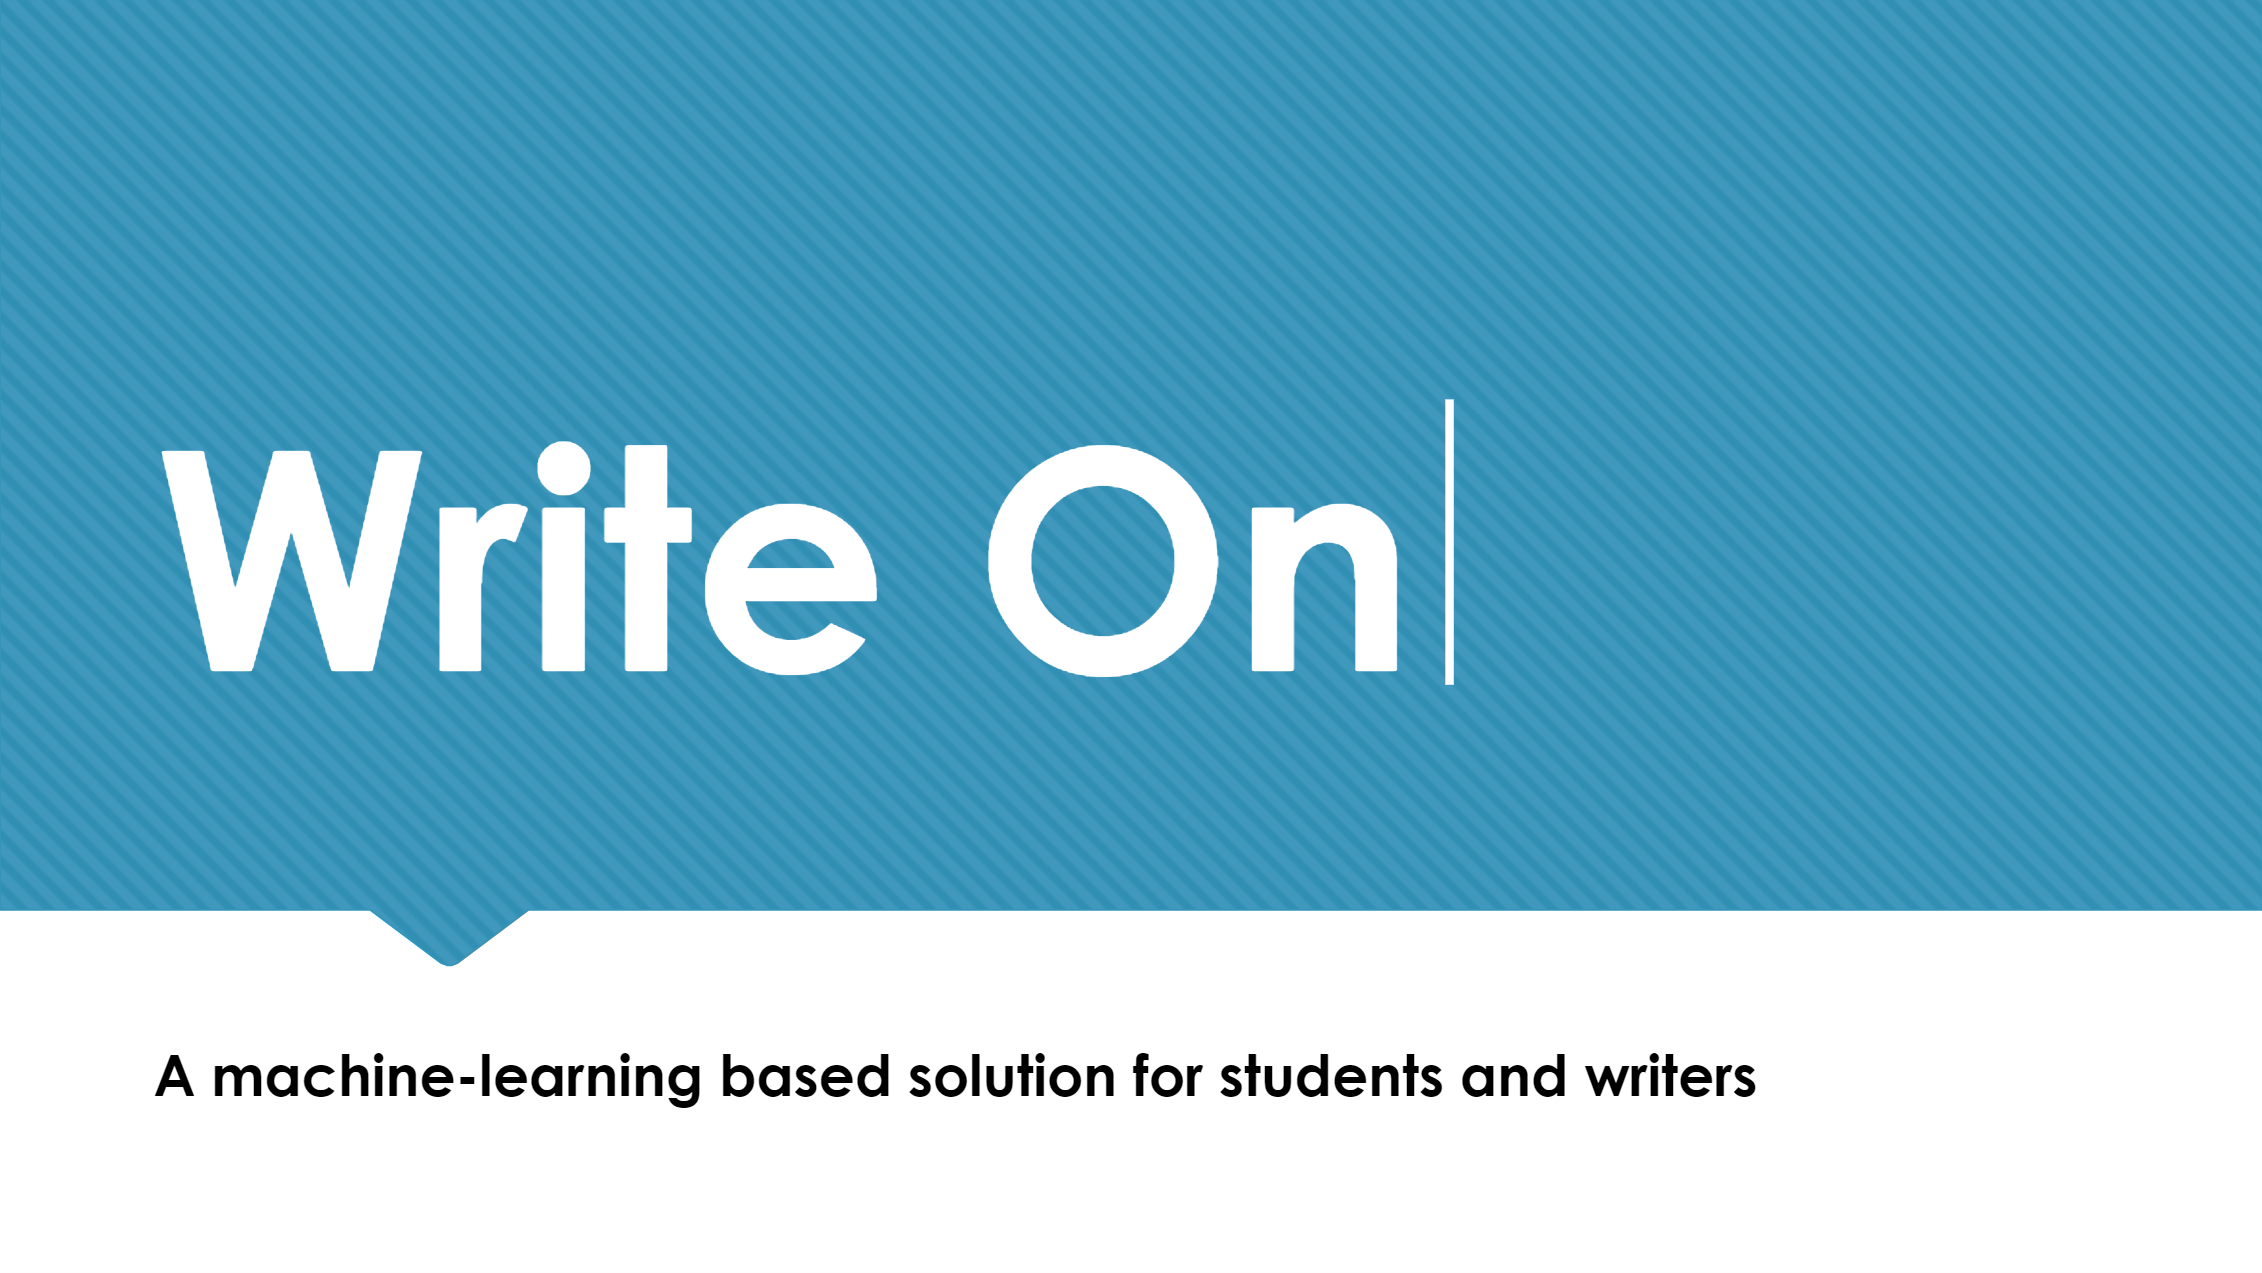 Write On
A machine-learning based solution for students and writers